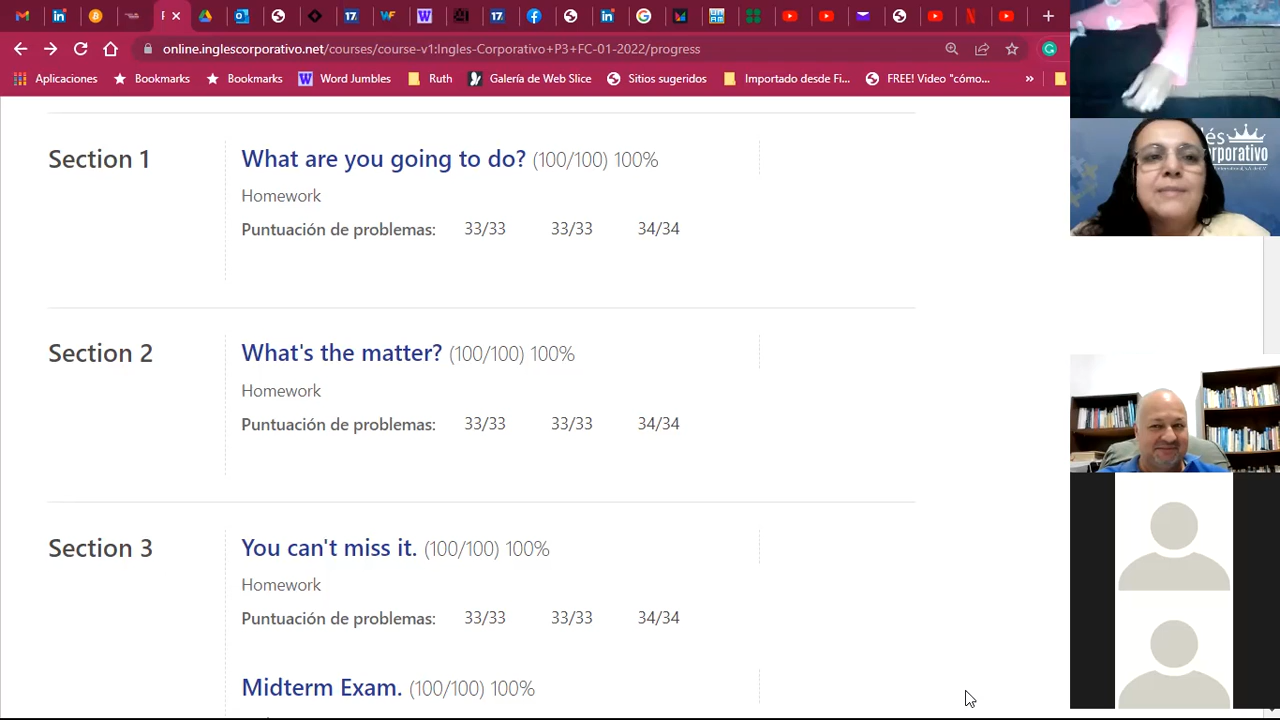 online.inglescorporativo.net/courses/course-v1:Ingles-Corporativo+P3+FC-01-2022/progress
Aplicaciones
Bookmarks
Bookmarks
Word Jumbles
Ruth
Galería de Web Slice
Sitios sugeridos
Importado desde Fi...
FREE! Video "cómo...
»
Section 1
What are you going to do? (100/100) 100%
Homework
Puntuación de problemas: 33/33 33/33 34/34
Section 2
What's the matter? (100/100) 100%
Homework
Puntuación de problemas: 33/33 33/33 34/34
Section 3
You can't miss it. (100/100) 100%
Homework
Puntuación de problemas: 33/33 33/33 34/34
Midterm Exam. (100/100) 100%
és
orporativo